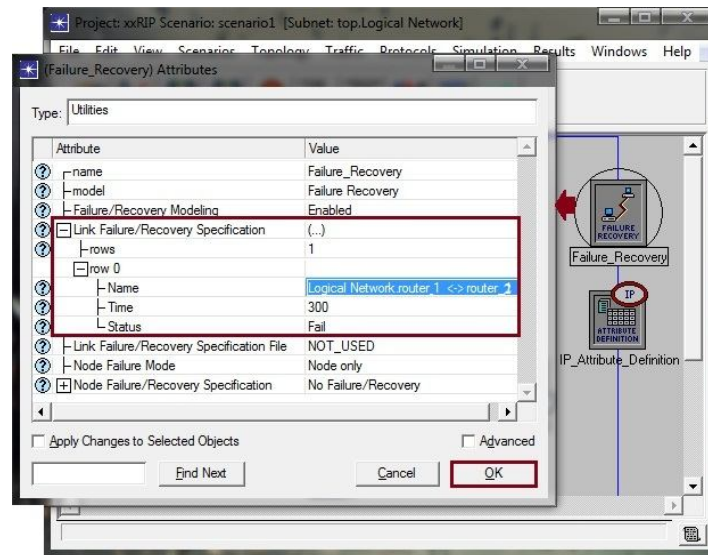 Project: xxRIP Scenario: scenario1 [Subnet: top.Logical Network]
File Edit View Scenarios Topology Traffic Protocols Simulation Results Windows Help
(Failure_Recovery) Attributes
Type: Utilities
Attribute Value
name Failure_Recovery
model Failure Recovery
Failure/Recovery Modeling Enabled
Link Failure/Recovery Specification (...)
rows 1
row 0
Name Logical Network.router_1 <-> router_2
Time 300
Status Fail
Link Failure/Recovery Specification File NOT_USED
Node Failure Mode Node only
Node Failure/Recovery Specification No Failure/Recovery
Apply Changes to Selected Objects Advanced
Find Next Cancel OK
FAILURE
RECOVERY
Failure_Recovery
IP
ATTRIBUTE
DEFINITION
IP_Attribute_Definition